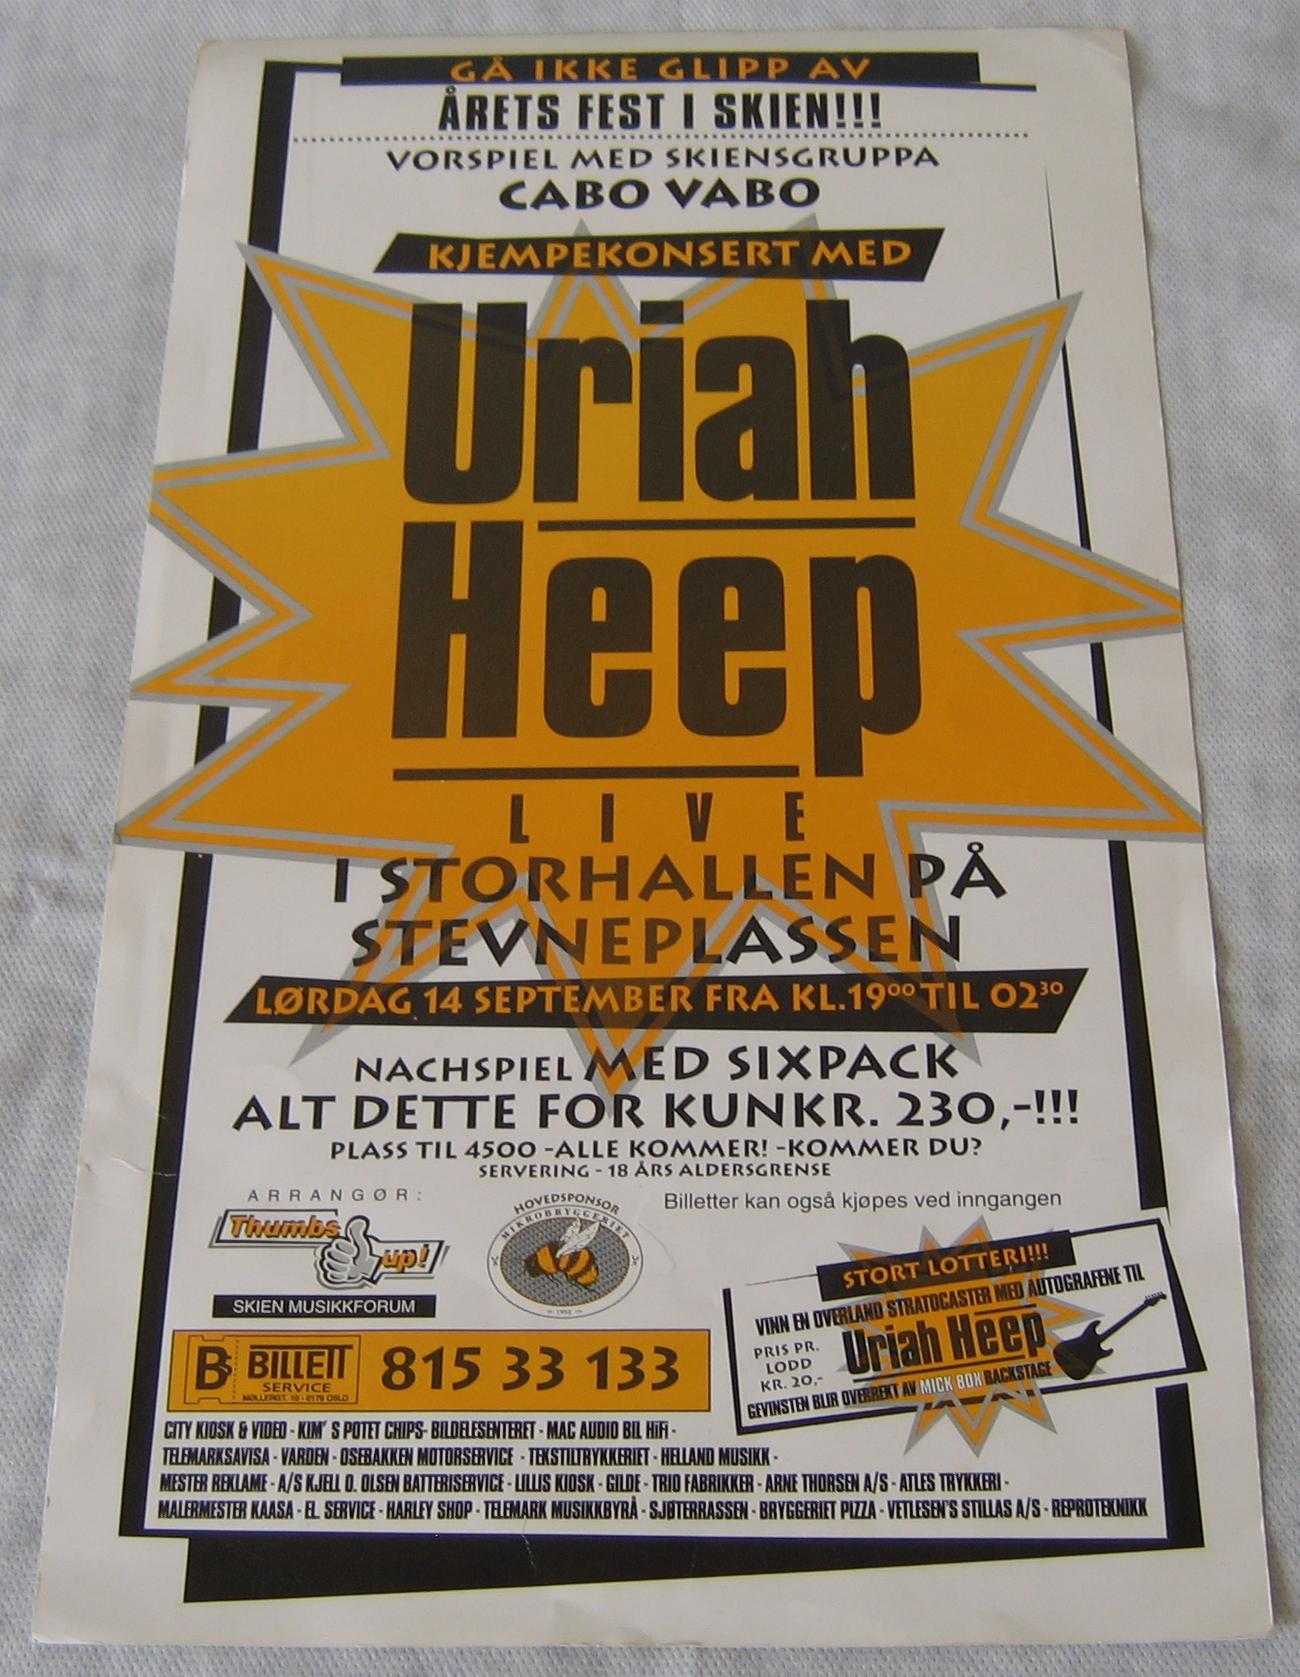 GÅ IKKE GLIPP AV
ÅRETS FEST I SKIEN!!!
VORSPIEL MED SKIENSGRUPPA
CABO VABO
KJEMPEKONSERT MED
Uriah
Heep
LIVE
I STORHALLEN PÅ
STEVNEPLASSEN
LØRDAG 14 SEPTEMBER FRA KL.19⁰⁰ TIL 02³⁰
NACHSPIEL MED SIXPACK
ALT DETTE FOR KUNKR. 230,-!!!
PLASS TIL 4500 -ALLE KOMMER! -KOMMER DU?
SERVERING - 18 ÅRS ALDERSGRENSE
ARRANGØR:
Thumbs
up!
SKIEN MUSIKKFORUM
HOVEDSPONSOR
MIKROBRYGGERIET
1992
Billetter kan også kjøpes ved inngangen
STORT LOTTERI!!!
VINN EN OVERLAND STRATOCASTER MED AUTOGRAFENE TIL
PRIS PR.
LODD
KR. 20,-
Uriah Heep
GEVINSTEN BLIR OVERREKT AV MICK BOX BACKSTAGE
BS BILLETT
SERVICE
MØLLERGT. 10 - 0179 OSLO
815 33 133
CITY KIOSK & VIDEO - KIM' S POTET CHIPS- BILDELESENTERET - MAC AUDIO BIL HiFi -
TELEMARKSAVISA - VARDEN - OSEBAKKEN MOTORSERVICE - TEKSTILTRYKKERIET - HELLAND MUSIKK -
MESTER REKLAME - A/S KJELL O. OLSEN BATTERISERVICE - LILLIS KIOSK - GILDE - TRIO FABRIKKER - ARNE THORSEN A/S - ATLES TRYKKERI -
MALERMESTER KAASA - EL. SERVICE - HARLEY SHOP - TELEMARK MUSIKKBYRÅ - SJØTERRASSEN - BRYGGERIET PIZZA - VETLESEN'S STILLAS A/S - REPROTEKNIKK